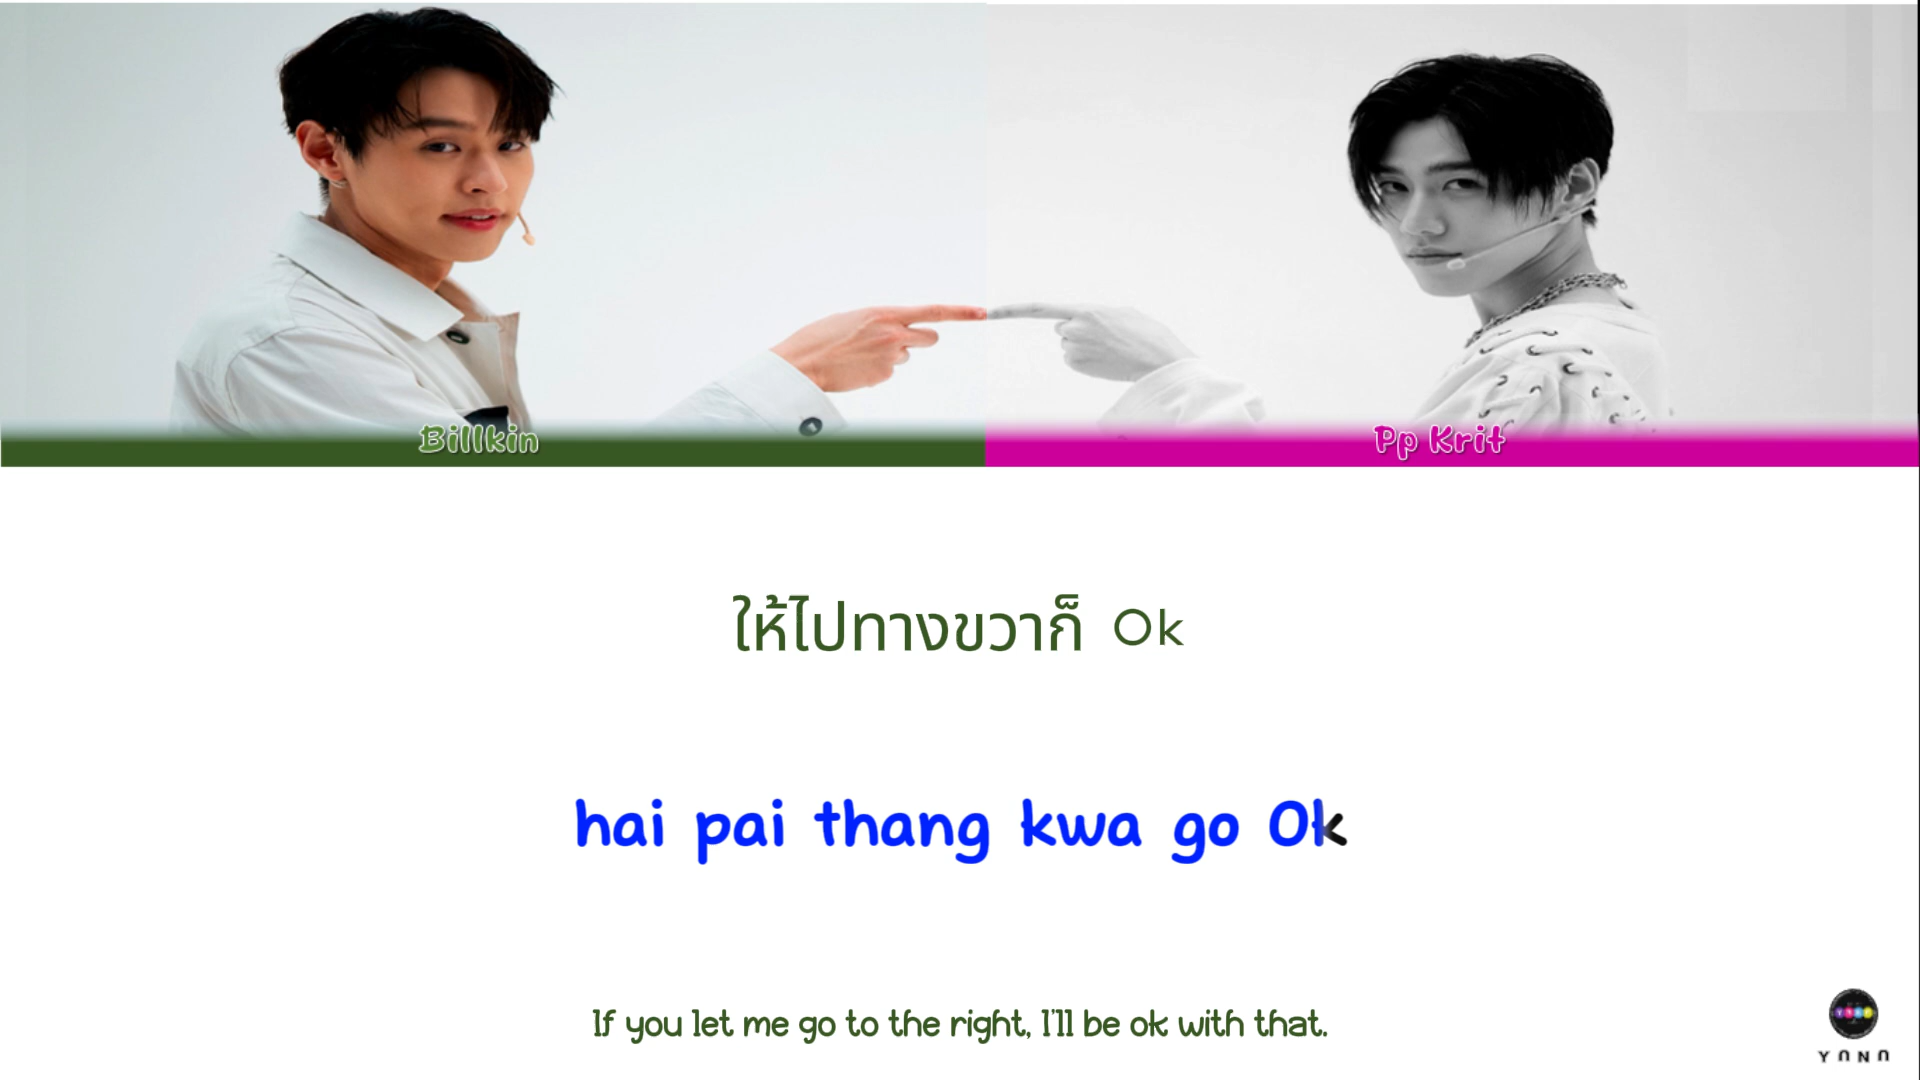 Billkin
Pp Krit
ให้ไปทางขวาก็ Ok
hai pai thang kwa go Ok
If you let me go to the right, I'll be ok with that.